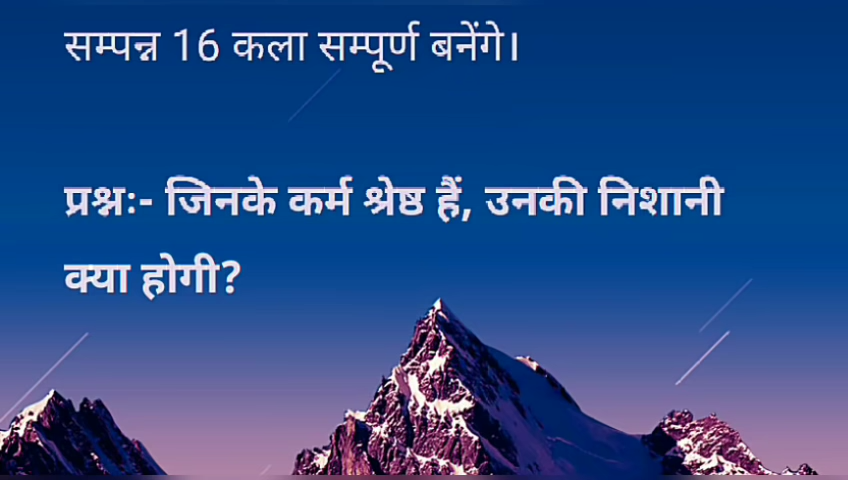 सम्पन्न 16 कला सम्पूर्ण बनेंगे।
प्रश्नः- जिनके कर्म श्रेष्ठ हैं, उनकी निशानी
क्या होगी?